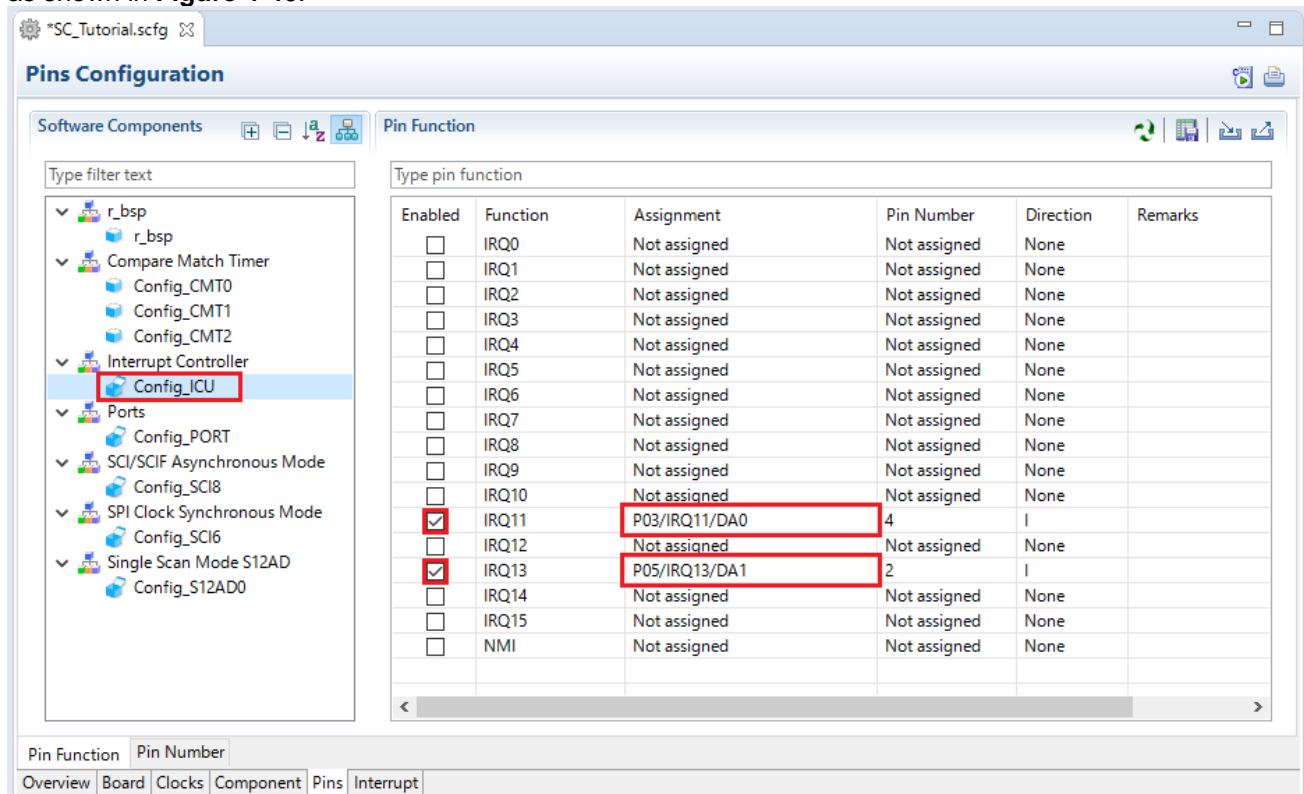 *SC_Tutorial.scfg
Pins Configuration
Software Components
Type filter text
r_bsp
r_bsp
Compare Match Timer
Config_CMT0
Config_CMT1
Config_CMT2
Interrupt Controller
Config_ICU
Ports
Config_PORT
SCI/SCIF Asynchronous Mode
Config_SCI8
SPI Clock Synchronous Mode
Config_SCI6
Single Scan Mode S12AD
Config_S12AD0
Pin Function
Type pin function
Enabled Function Assignment Pin Number Direction Remarks
IRQ0 Not assigned Not assigned None
IRQ1 Not assigned Not assigned None
IRQ2 Not assigned Not assigned None
IRQ3 Not assigned Not assigned None
IRQ4 Not assigned Not assigned None
IRQ5 Not assigned Not assigned None
IRQ6 Not assigned Not assigned None
IRQ7 Not assigned Not assigned None
IRQ8 Not assigned Not assigned None
IRQ9 Not assigned Not assigned None
IRQ10 Not assigned Not assigned None
IRQ11 P03/IRQ11/DA0 4 I
IRQ12 Not assigned Not assigned None
IRQ13 P05/IRQ13/DA1 2 I
IRQ14 Not assigned Not assigned None
IRQ15 Not assigned Not assigned None
NMI Not assigned Not assigned None
Pin Function Pin Number
Overview Board Clocks Component Pins Interrupt